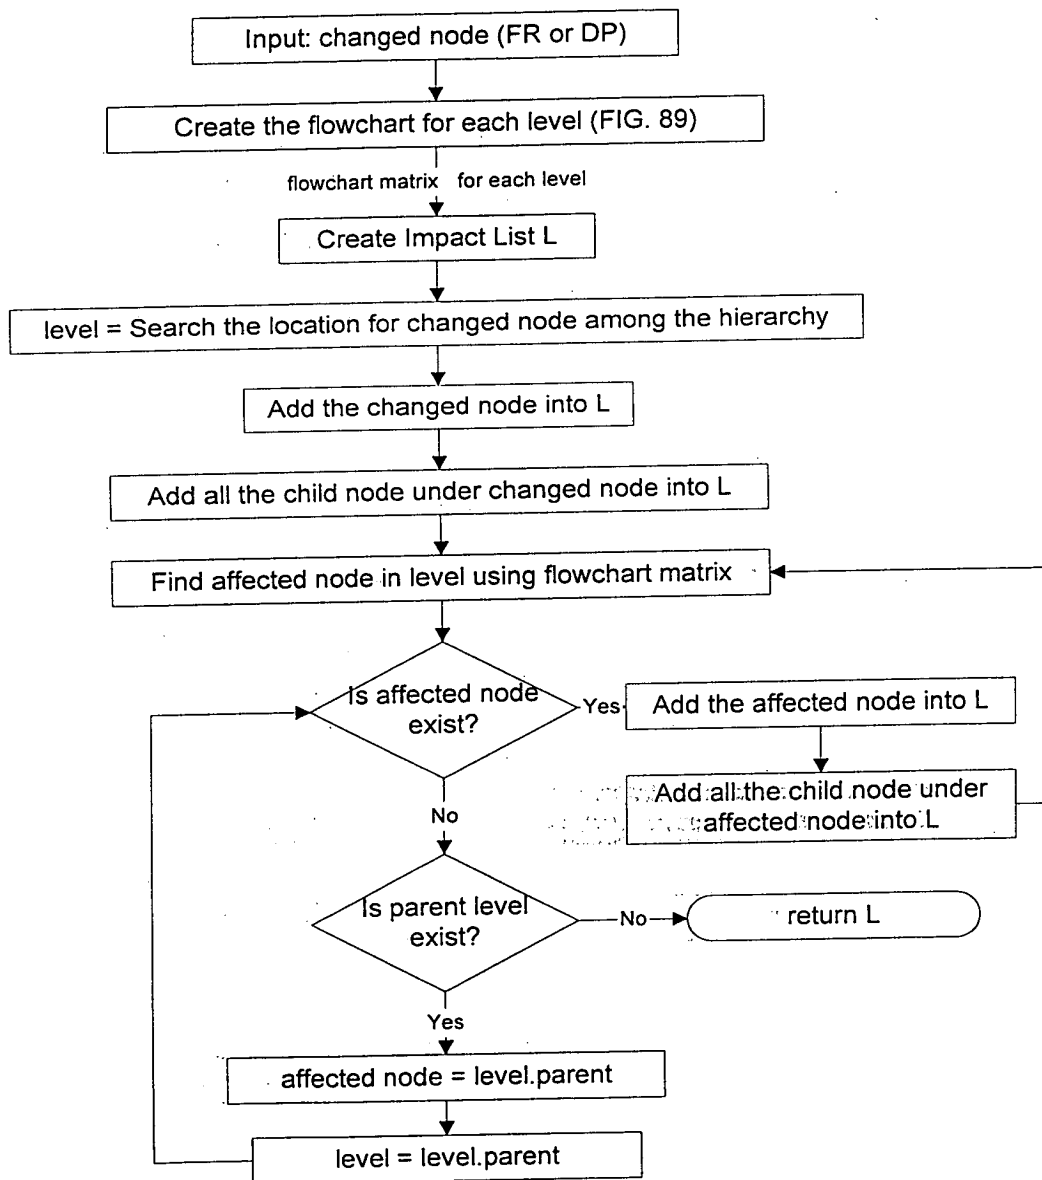 Input: changed node (FR or DP)
Create the flowchart for each level (FIG. 89)
flowchart matrix for each level
Create Impact List L
level = Search the location for changed node among the hierarchy
Add the changed node into L
Add all the child node under changed node into L
Find affected node in level using flowchart matrix
Is affected node
exist?
Yes
Add the affected node into L
Add all the child node under
affected node into L
No
Is parent level
exist?
No
return L
Yes
affected node = level.parent
level = level.parent